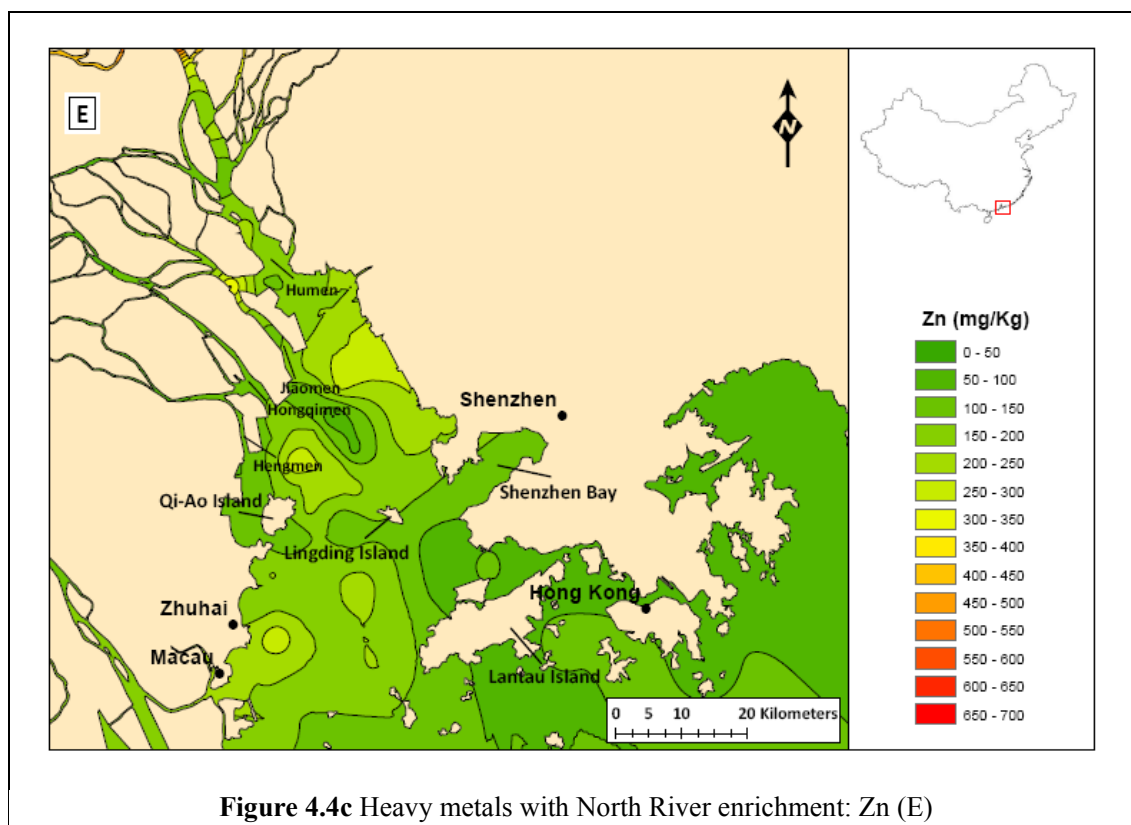 E
N
Humen
Jiaomen
Hongqimen
Hengmen
Qi-Ao Island
Lingding Island
Shenzhen
Shenzhen Bay
Zhuhai
Macau
Hong Kong
Lantau Island
0 5 10 20 Kilometers
Zn (mg/Kg)
0 - 50
50 - 100
100 - 150
150 - 200
200 - 250
250 - 300
300 - 350
350 - 400
400 - 450
450 - 500
500 - 550
550 - 600
600 - 650
650 - 700
Figure 4.4c Heavy metals with North River enrichment: Zn (E)